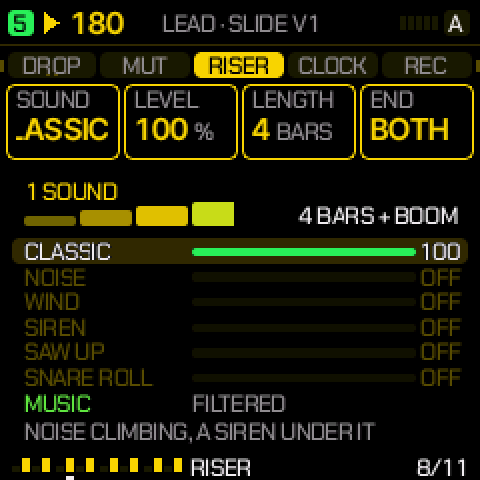 5 180 LEAD · SLIDE V1 A
DROP MUT RISER CLOCK REC
SOUND LEVEL LENGTH END
..ASSIC 100 % 4 BARS BOTH
1 SOUND
4 BARS + BOOM
CLASSIC 100
NOISE OFF
WIND OFF
SIREN OFF
SAW UP OFF
SNARE ROLL OFF
MUSIC FILTERED
NOISE CLIMBING, A SIREN UNDER IT
RISER 8/11